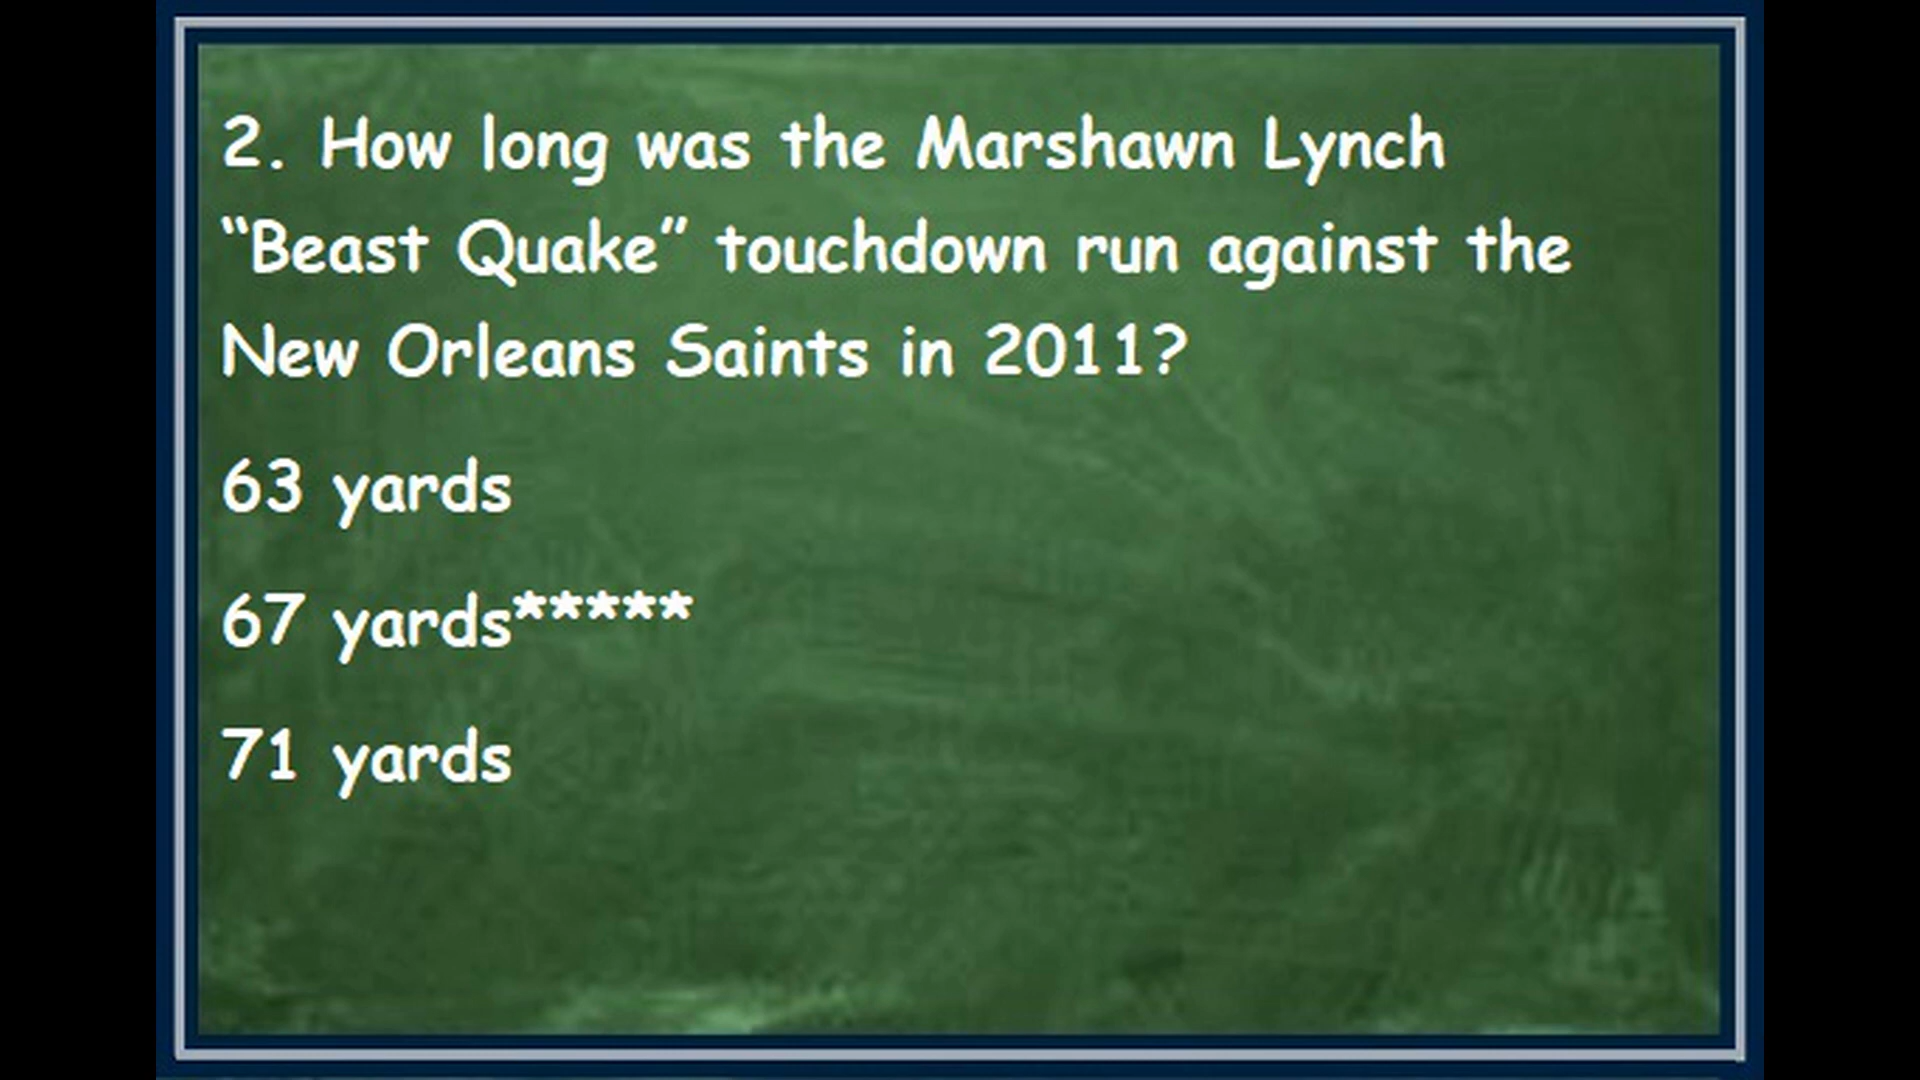 2. How long was the Marshawn Lynch
“Beast Quake” touchdown run against the
New Orleans Saints in 2011?
63 yards
67 yards*****
71 yards